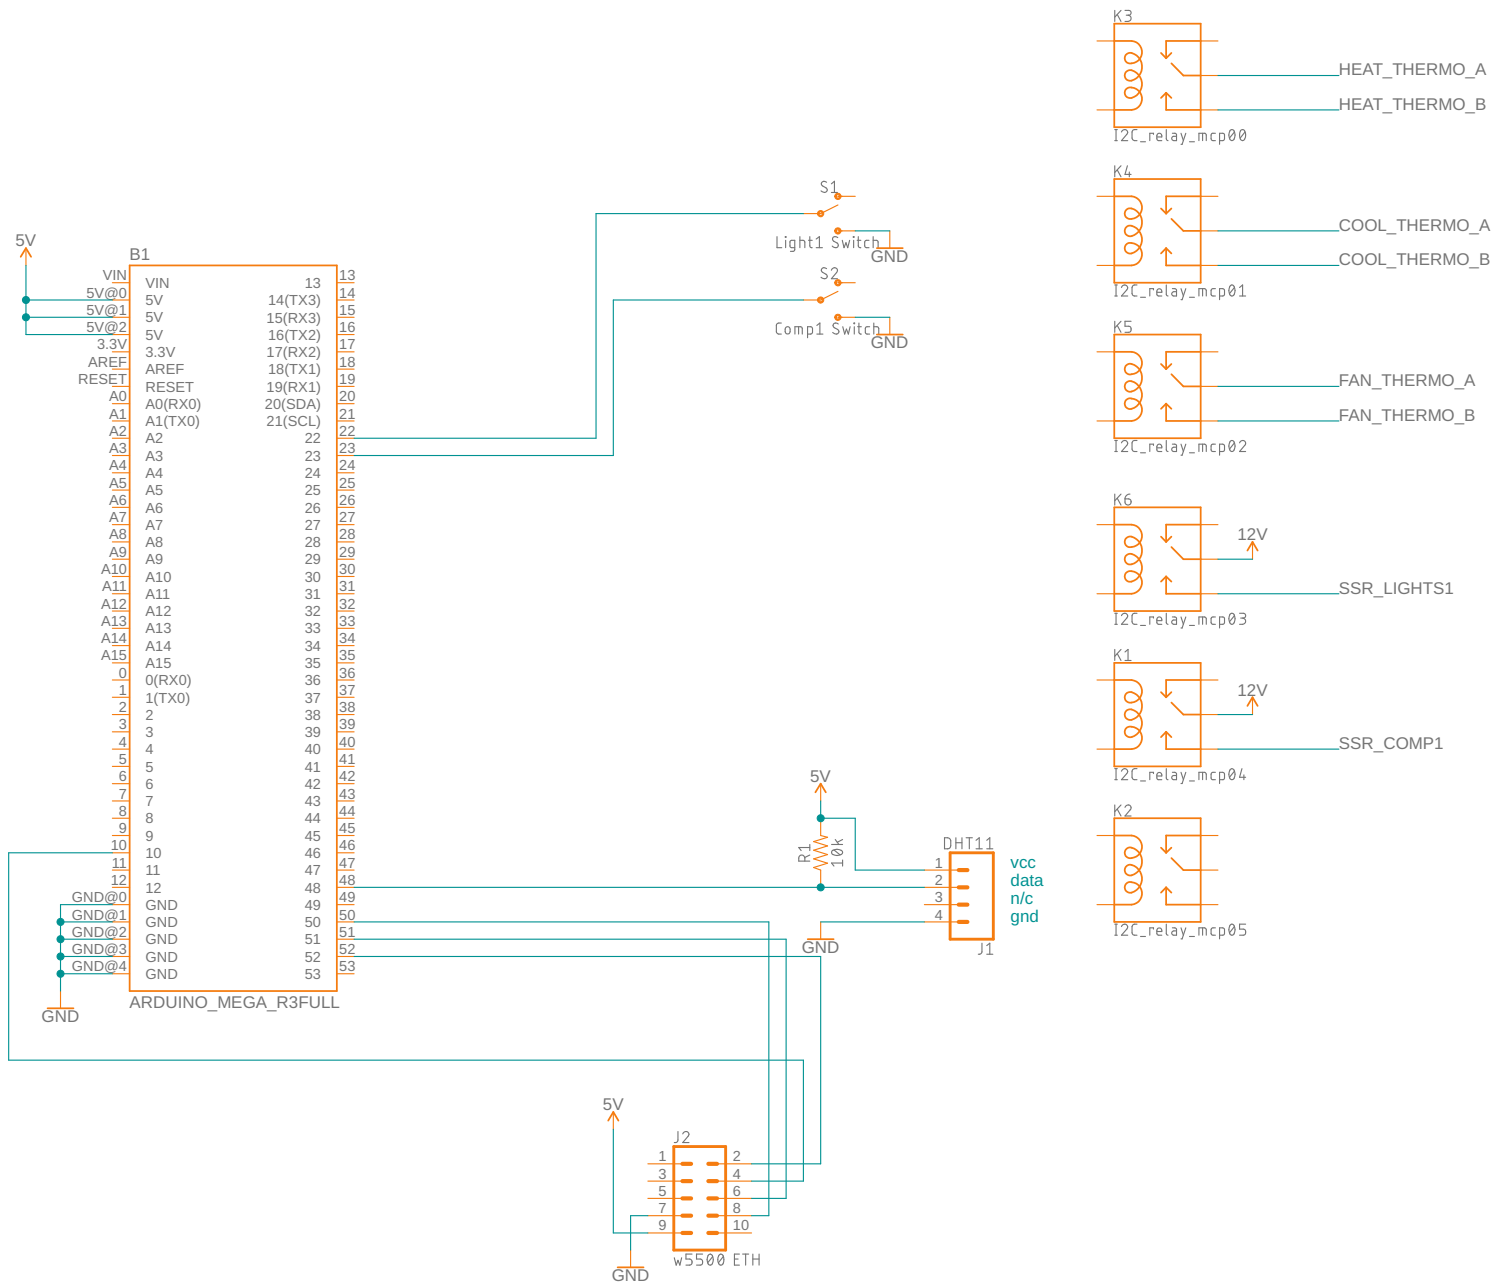 K3
HEAT_THERMO_A
HEAT_THERMO_B
I2C_relay_mcp00
K4
COOL_THERMO_A
COOL_THERMO_B
I2C_relay_mcp01
K5
FAN_THERMO_A
FAN_THERMO_B
I2C_relay_mcp02
K6
12V
SSR_LIGHTS1
I2C_relay_mcp03
K1
12V
SSR_COMP1
I2C_relay_mcp04
K2
I2C_relay_mcp05
S1
Light1 Switch
GND
S2
Comp1 Switch
GND
5V
B1
VIN VIN 13 13
5V@0 5V 14(TX3) 14
5V@1 5V 15(RX3) 15
5V@2 5V 16(TX2) 16
3.3V 3.3V 17(RX2) 17
AREF AREF 18(TX1) 18
RESET RESET 19(RX1) 19
A0 A0(RX0) 20(SDA) 20
A1 A1(TX0) 21(SCL) 21
A2 A2 22 22
A3 A3 23 23
A4 A4 24 24
A5 A5 25 25
A6 A6 26 26
A7 A7 27 27
A8 A8 28 28
A9 A9 29 29
A10 A10 30 30
A11 A11 31 31
A12 A12 32 32
A13 A13 33 33
A14 A14 34 34
A15 A15 35 35
0 0(RX0) 36 36
1 1(TX0) 37 37
2 2 38 38
3 3 39 39
4 4 40 40
5 5 41 41
6 6 42 42
7 7 43 43
8 8 44 44
9 9 45 45
10 10 46 46
11 11 47 47
12 12 48 48
GND@0 GND 49 49
GND@1 GND 50 50
GND@2 GND 51 51
GND@3 GND 52 52
GND@4 GND 53 53
ARDUINO_MEGA_R3FULL
GND
5V
R1
10k
DHT11
1 vcc
2 data
3 n/c
4 gnd
J1
GND
5V
J2
1 2
3 4
5 6
7 8
9 10
w5500 ETH
GND